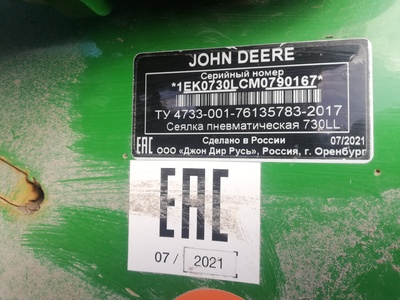 JOHN DEERE
Серийный номер
*1EK0730LCM0790167*
ТУ 4733-001-76135783-2017
Сеялка пневматическая 730LL
EAC Сделано в России 07/2021
ООО «Джон Дир Русь», Россия, г. Оренбург
EAC
07 / 2021